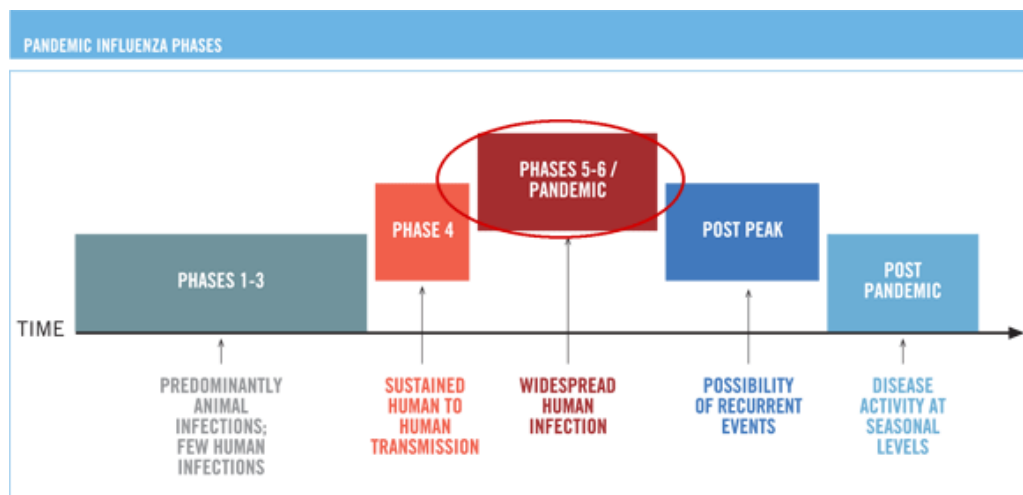 PANDEMIC INFLUENZA PHASES
PHASES 5-6 /
PANDEMIC
PHASE 4
POST PEAK
PHASES 1-3
POST
PANDEMIC
TIME
PREDOMINANTLY
ANIMAL
INFECTIONS;
FEW HUMAN
INFECTIONS
SUSTAINED
HUMAN TO
HUMAN
TRANSMISSION
WIDESPREAD
HUMAN
INFECTION
POSSIBILITY
OF RECURRENT
EVENTS
DISEASE
ACTIVITY AT
SEASONAL
LEVELS